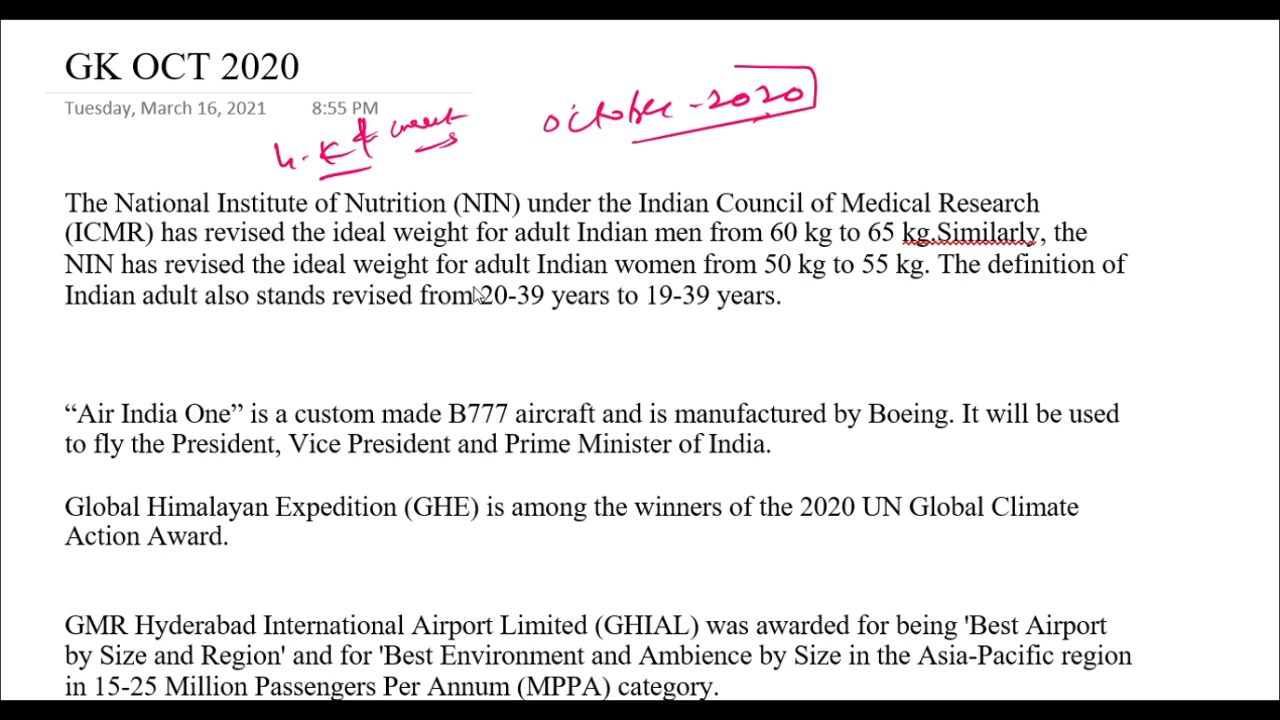 GK OCT 2020
Tuesday, March 16, 2021 8:55 PM
October - 2020
The National Institute of Nutrition (NIN) under the Indian Council of Medical Research
(ICMR) has revised the ideal weight for adult Indian men from 60 kg to 65 kg.Similarly, the
NIN has revised the ideal weight for adult Indian women from 50 kg to 55 kg. The definition of
Indian adult also stands revised from 20-39 years to 19-39 years.
“Air India One” is a custom made B777 aircraft and is manufactured by Boeing. It will be used
to fly the President, Vice President and Prime Minister of India.
Global Himalayan Expedition (GHE) is among the winners of the 2020 UN Global Climate
Action Award.
GMR Hyderabad International Airport Limited (GHIAL) was awarded for being 'Best Airport
by Size and Region' and for 'Best Environment and Ambience by Size in the Asia-Pacific region
in 15-25 Million Passengers Per Annum (MPPA) category.